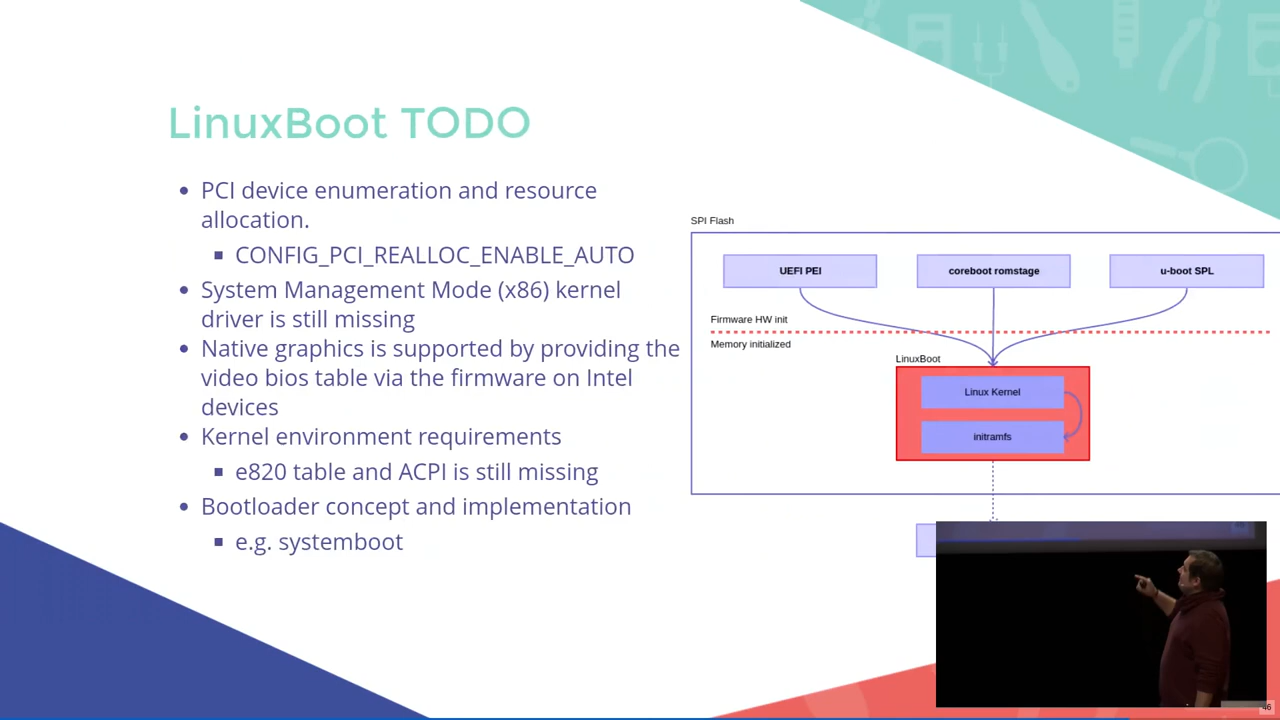 LinuxBoot TODO
PCI device enumeration and resource
allocation.
CONFIG_PCI_REALLOC_ENABLE_AUTO
System Management Mode (x86) kernel
driver is still missing
Native graphics is supported by providing the
video bios table via the firmware on Intel
devices
Kernel environment requirements
e820 table and ACPI is still missing
Bootloader concept and implementation
e.g. systemboot
SPI Flash
UEFI PEI
coreboot romstage
u-boot SPL
Firmware HW init
Memory initialized
LinuxBoot
Linux Kernel
initramfs
46